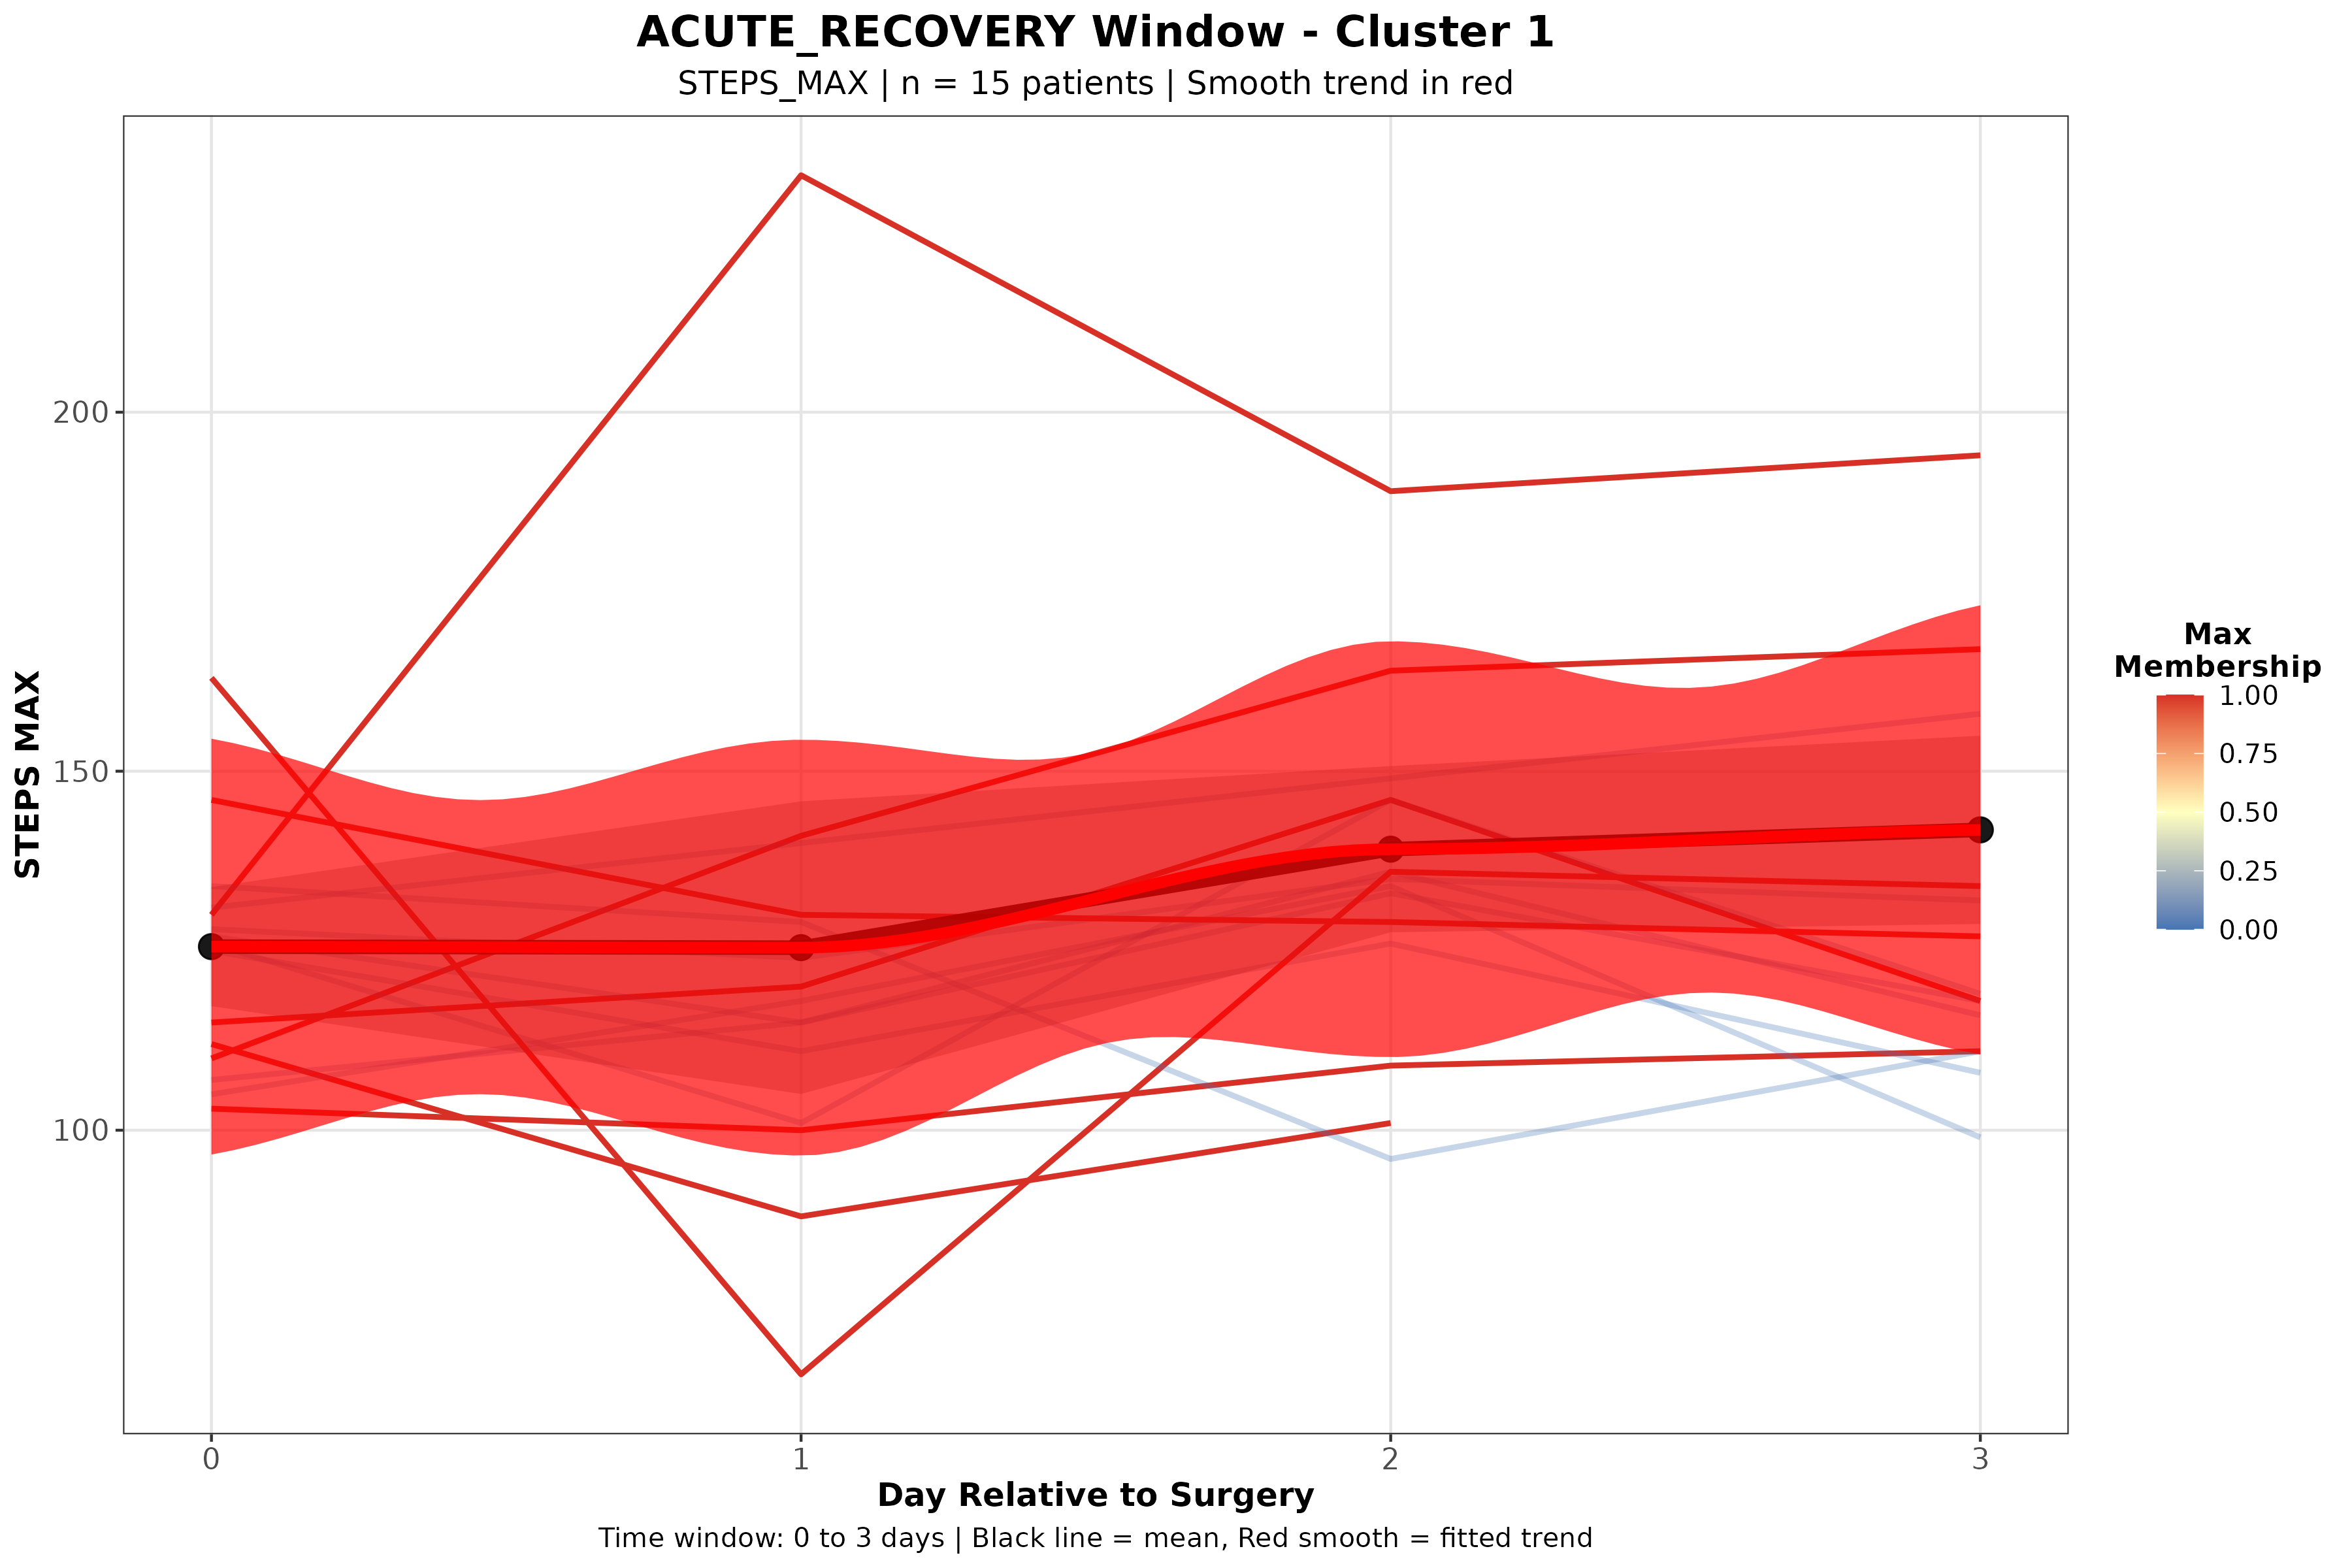 ACUTE_RECOVERY Window - Cluster 1
STEPS_MAX | n = 15 patients | Smooth trend in red
STEPS MAX
200
150
100
0
1
2
3
Day Relative to Surgery
Time window: 0 to 3 days | Black line = mean, Red smooth = fitted trend
Max
Membership
1.00
0.75
0.50
0.25
0.00